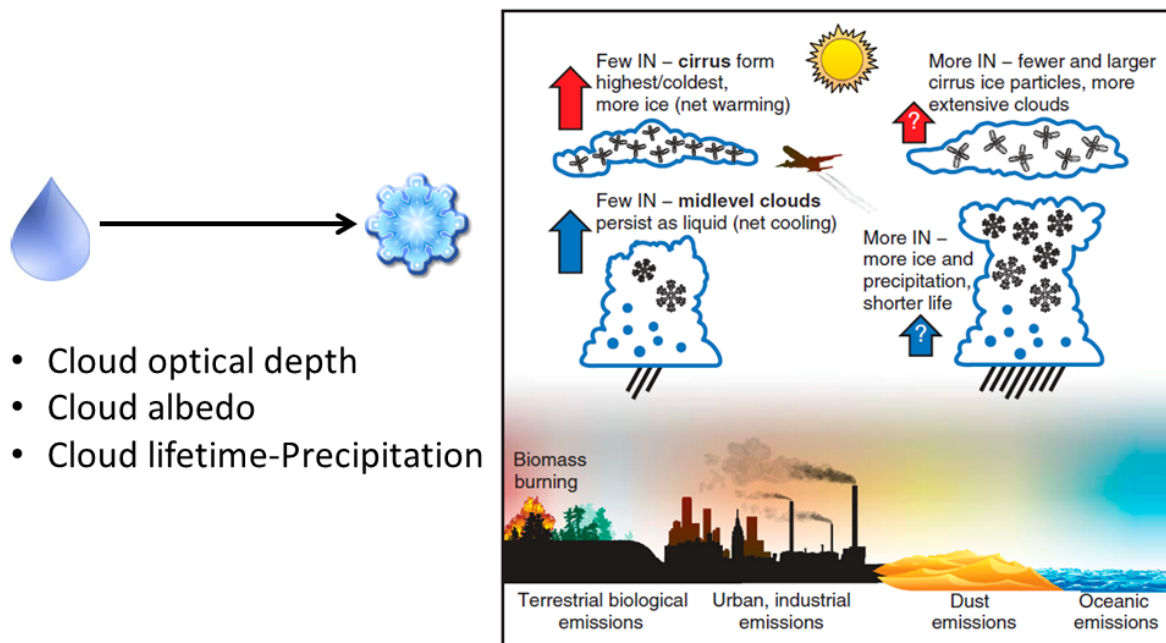 • Cloud optical depth
• Cloud albedo
• Cloud lifetime-Precipitation
Few IN – cirrus form
highest/coldest,
more ice (net warming)
More IN – fewer and larger
cirrus ice particles, more
extensive clouds
?
Few IN – midlevel clouds
persist as liquid (net cooling)
More IN –
more ice and
precipitation,
shorter life
?
Biomass
burning
Terrestrial biological
emissions
Urban, industrial
emissions
Dust
emissions
Oceanic
emissions